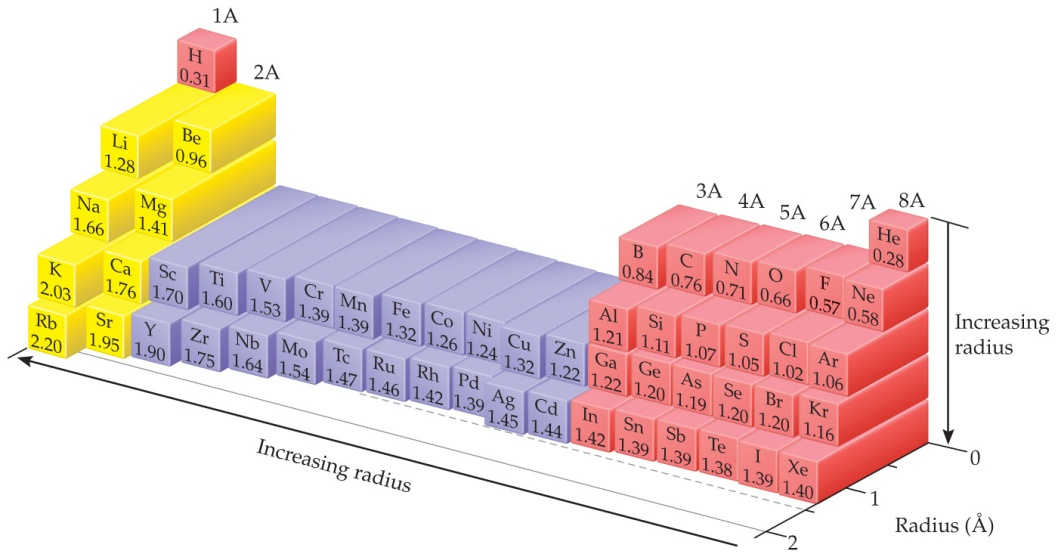 1A
H
0.31
2A
Li
1.28
Be
0.96
3A
4A
5A
6A
7A
8A
Na
1.66
Mg
1.41
B
0.84
C
0.76
N
0.71
O
0.66
F
0.57
Ne
0.58
He
0.28
K
2.03
Ca
1.76
Sc
1.70
Ti
1.60
V
1.53
Cr
1.39
Mn
1.39
Fe
1.32
Co
1.26
Ni
1.24
Cu
1.32
Zn
1.22
Al
1.21
Si
1.11
P
1.07
S
1.05
Cl
1.02
Ar
1.06
Ga
1.22
Ge
1.20
As
1.19
Se
1.20
Br
1.20
Kr
1.16
Rb
2.20
Sr
1.95
Y
1.90
Zr
1.75
Nb
1.64
Mo
1.54
Tc
1.47
Ru
1.46
Rh
1.42
Pd
1.39
Ag
1.45
Cd
1.44
In
1.42
Sn
1.39
Sb
1.39
Te
1.38
I
1.39
Xe
1.40
Increasing
radius
Increasing radius
0
1
2
Radius (Å)